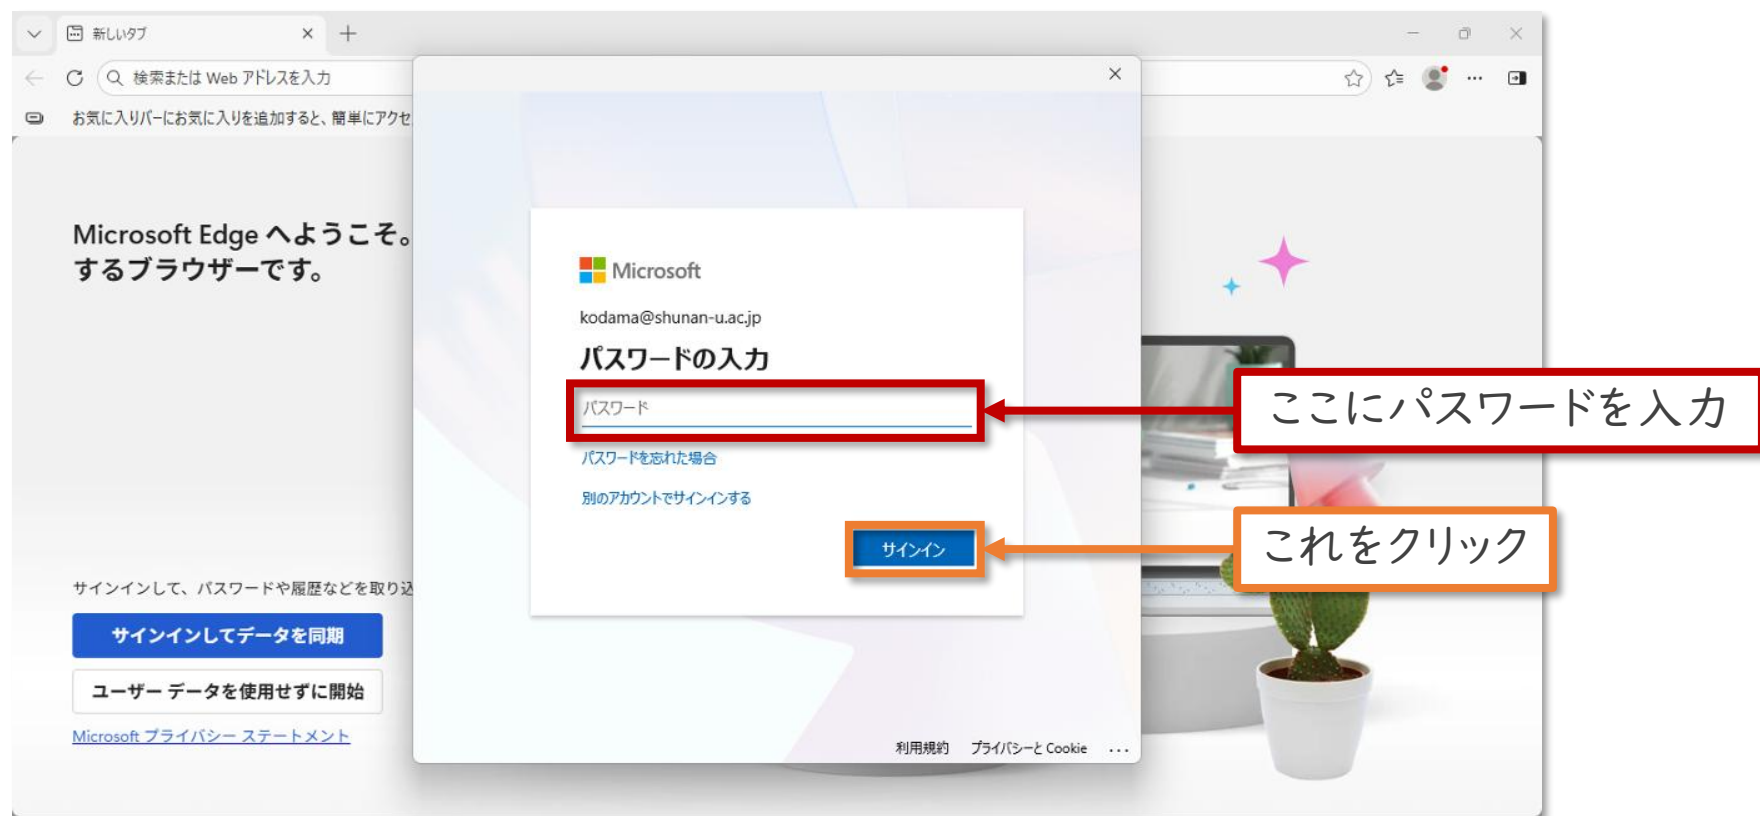 新しいタブ
検索または Web アドレスを入力
お気に入りバーにお気に入りを追加すると、簡単にアクセ
Microsoft Edge へようこそ。
するブラウザーです。
Microsoft
kodama@shunan-u.ac.jp
パスワードの入力
パスワード
ここにパスワードを入力
パスワードを忘れた場合
別のアカウントでサインインする
サインイン
これをクリック
サインインして、パスワードや履歴などを取り込
サインインしてデータを同期
ユーザー データを使用せずに開始
Microsoft プライバシー ステートメント
利用規約 プライバシーと Cookie ...